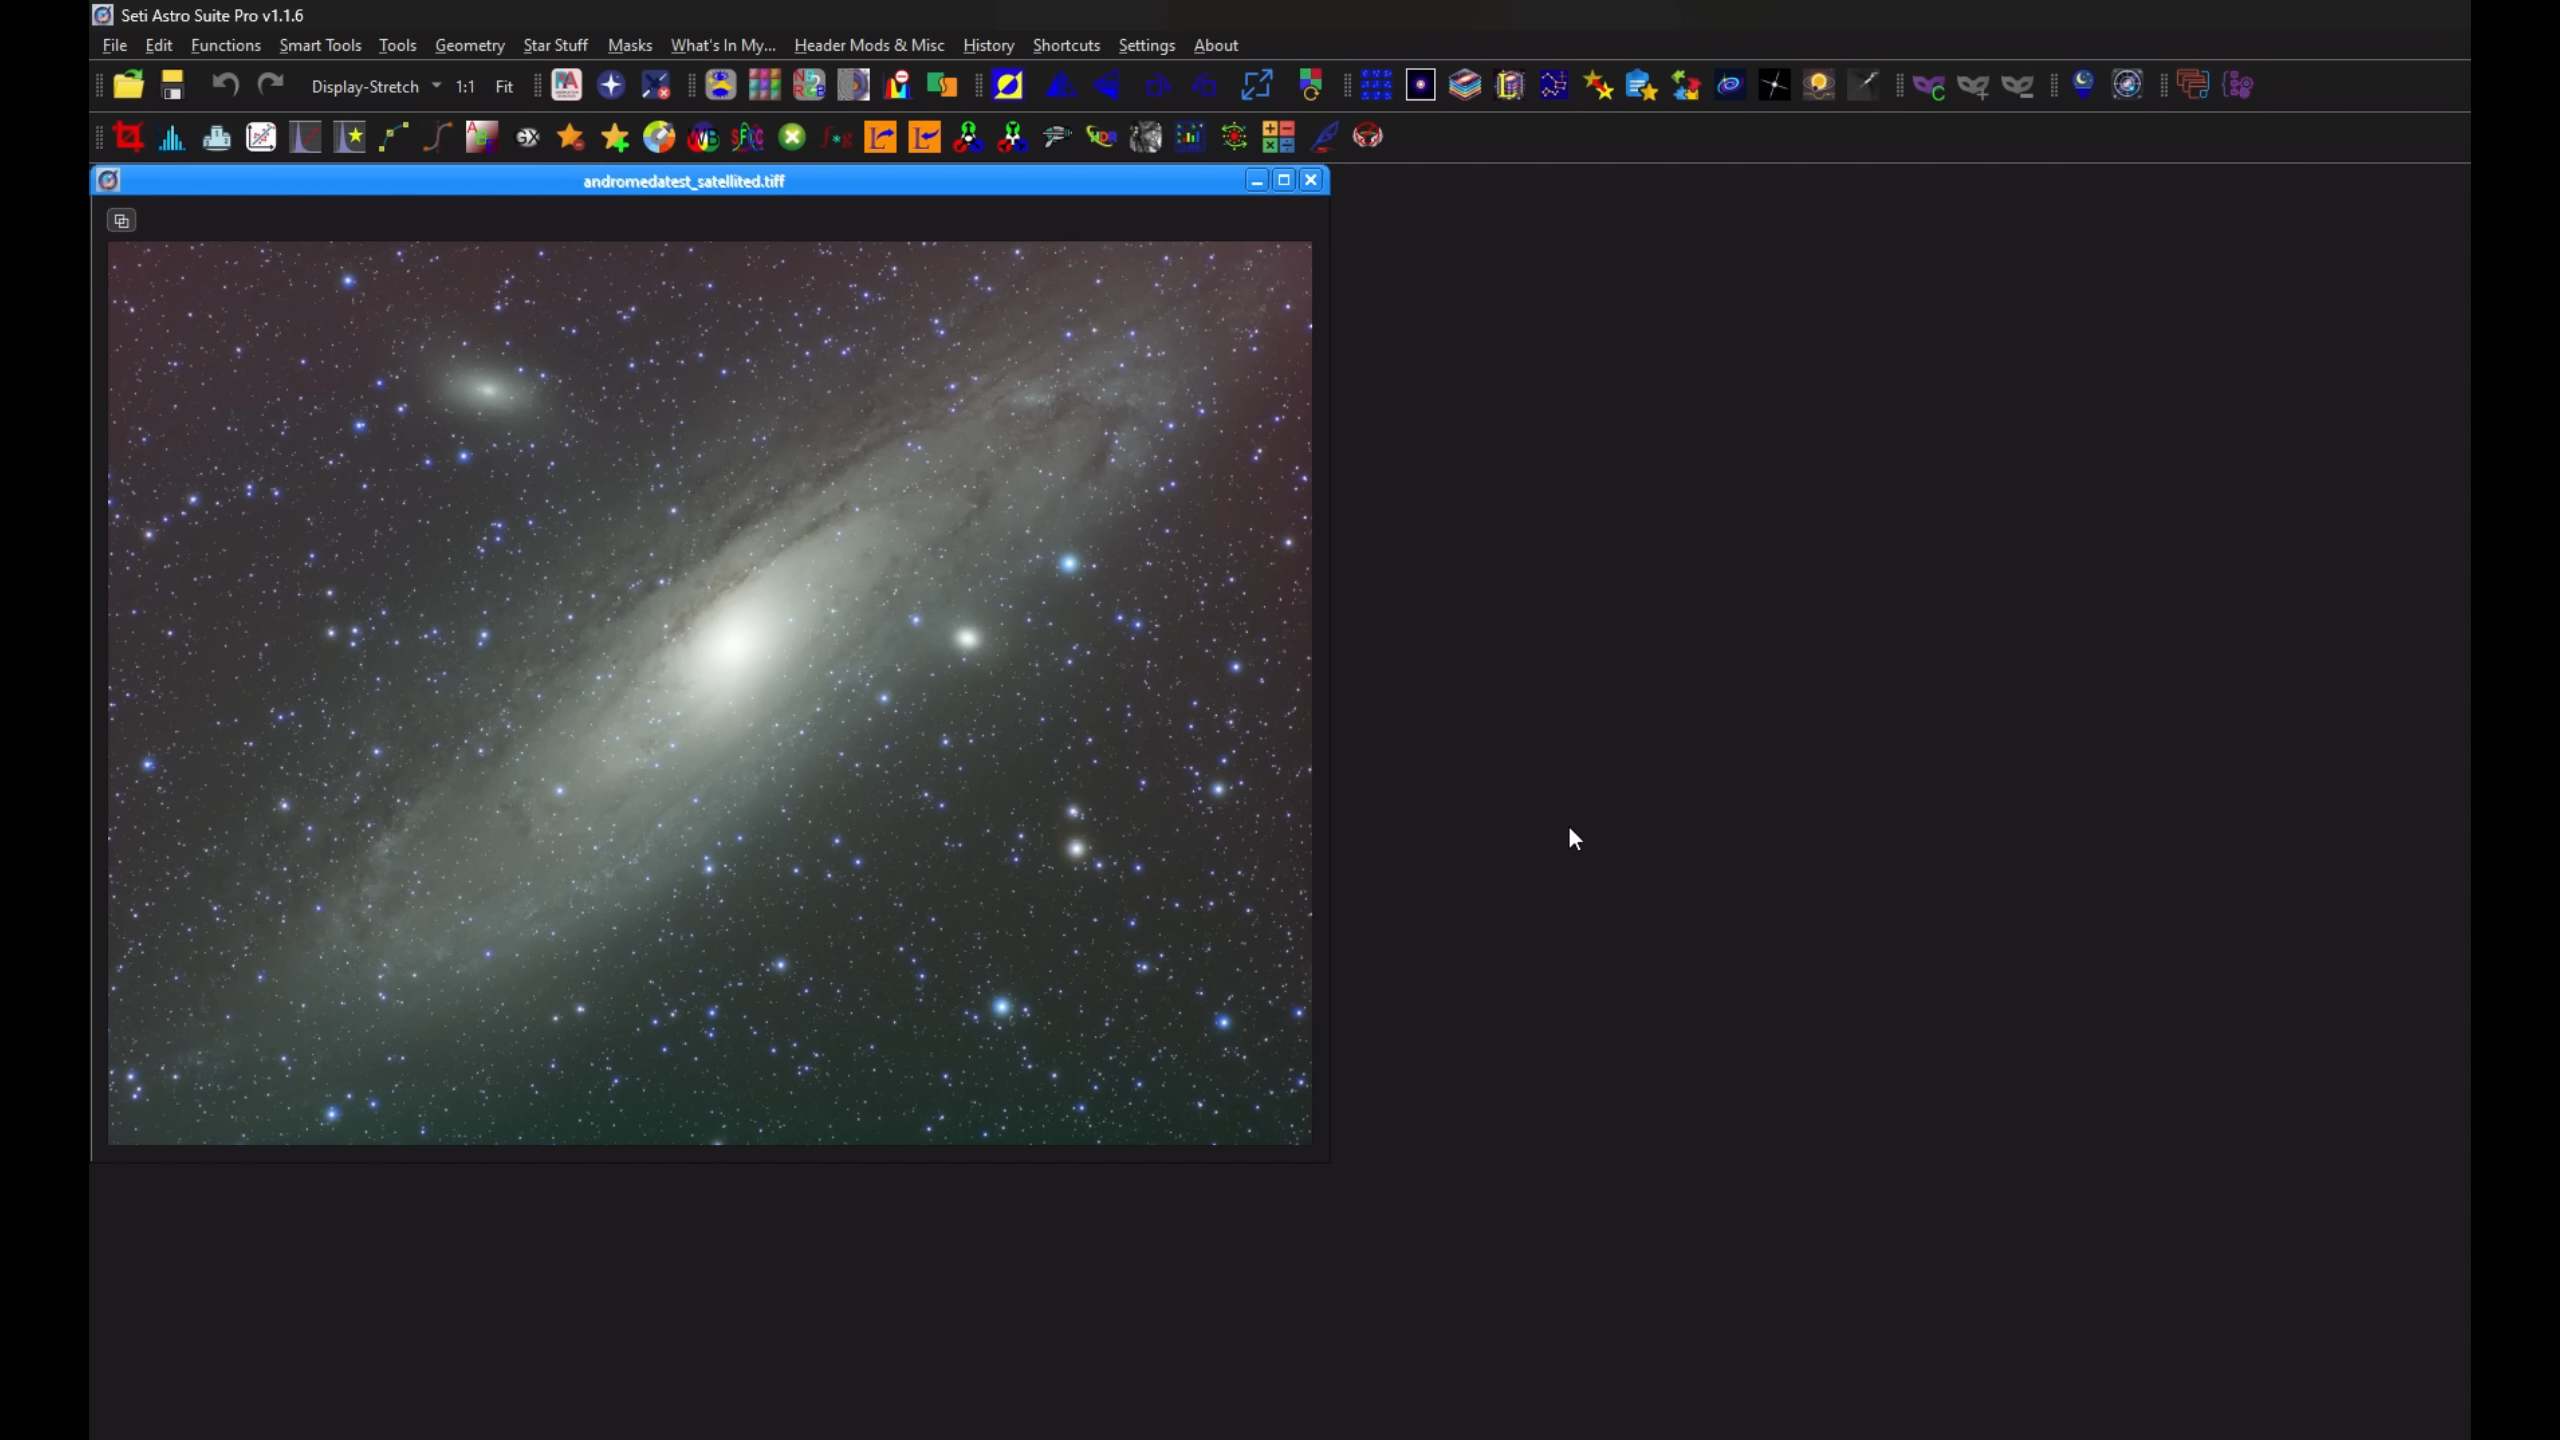 Seti Astro Suite Pro v1.1.6
File Edit Functions Smart Tools Tools Geometry Star Stuff Masks What's In My... Header Mods & Misc History Shortcuts Settings About
Display-Stretch 1:1 Fit
andromedatest_satellited.tiff